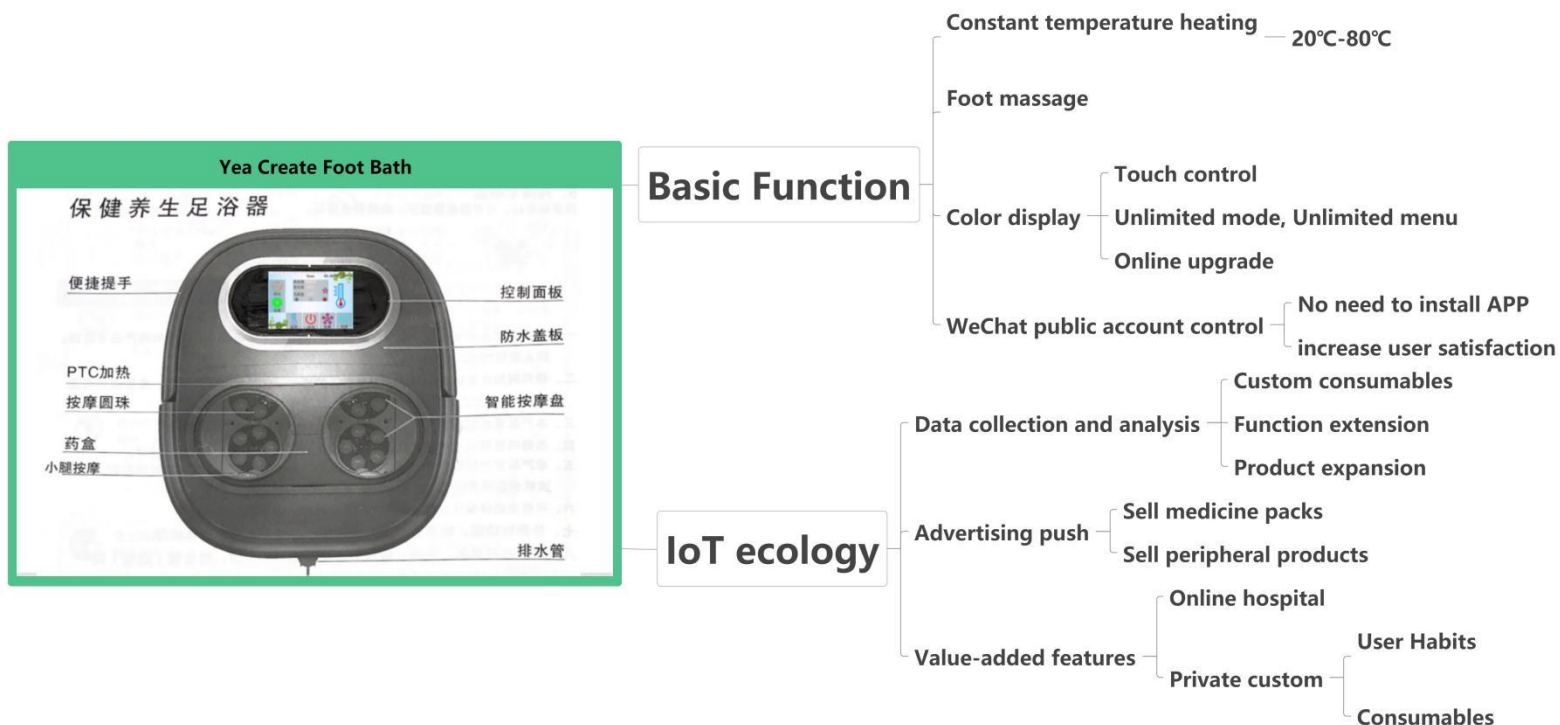 Yea Create Foot Bath
保健养生足浴器
便捷提手
控制面板
防水盖板
PTC加热
按摩圆珠
智能按摩盘
药盒
小腿按摩
排水管
Basic Function
Constant temperature heating
20℃-80℃
Foot massage
Color display
Touch control
Unlimited mode, Unlimited menu
Online upgrade
WeChat public account control
No need to install APP
increase user satisfaction
IoT ecology
Data collection and analysis
Custom consumables
Function extension
Product expansion
Advertising push
Sell medicine packs
Sell peripheral products
Value-added features
Online hospital
Private custom
User Habits
Consumables